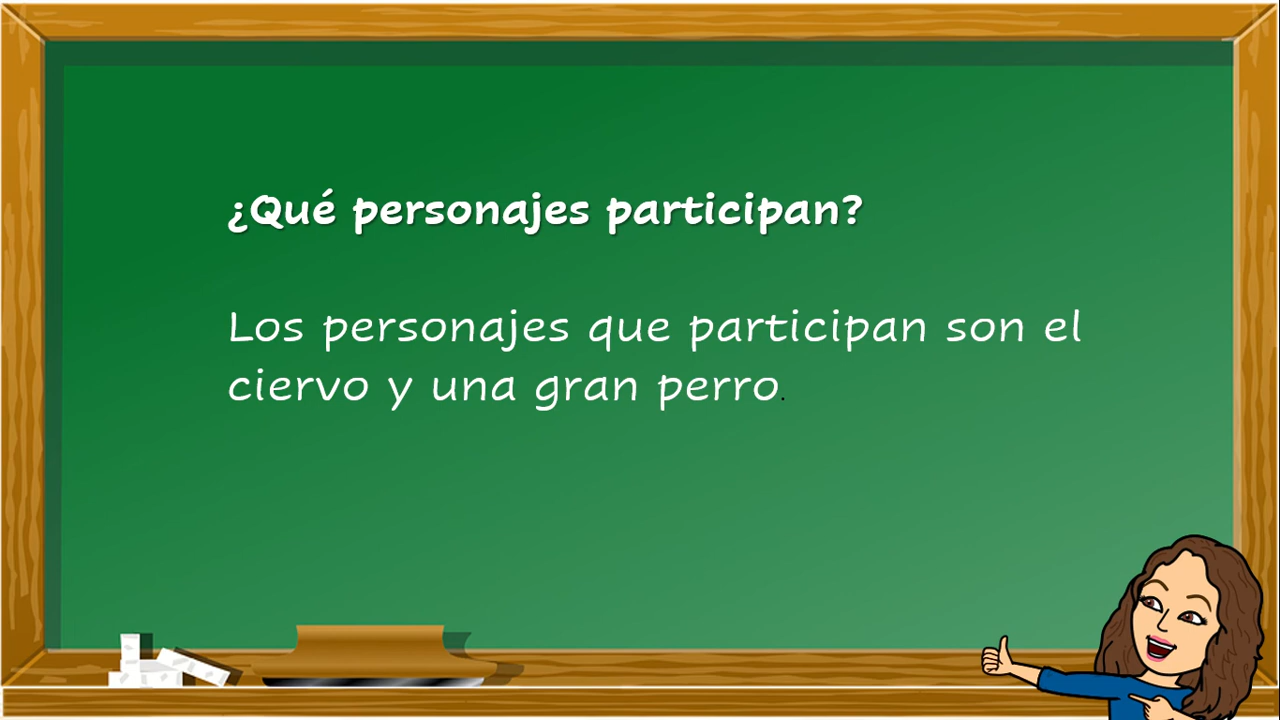 ¿Qué personajes participan?
Los personajes que participan son el
ciervo y una gran perro.